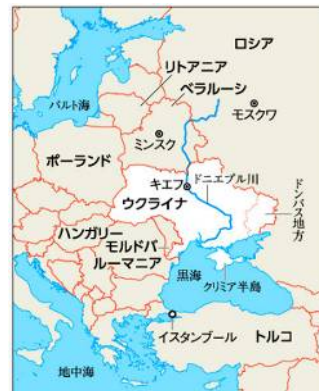 ロシア
リトアニア
ベラルーシ
バルト海
モスクワ
ミンスク
ポーランド
キエフ
ドニエプル川
ウクライナ
ドンバス地方
ハンガリー
モルドバ
ルーマニア
黒海
クリミア半島
イスタンブール
トルコ
地中海